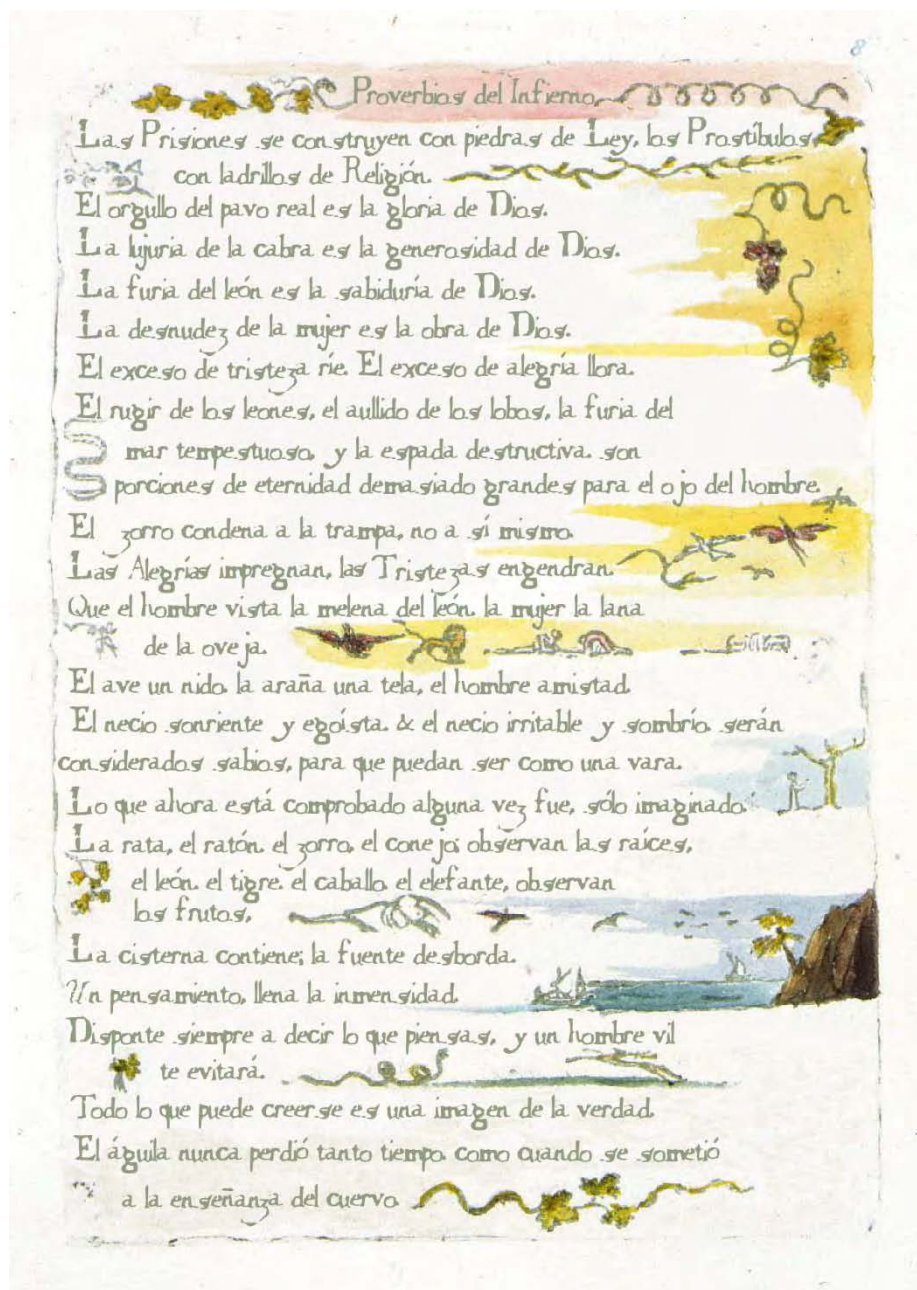 8
Proverbios del Infierno
Las Prisiones se construyen con piedras de Ley, los Prostíbulos,
con ladrillos de Religión.
El orgullo del pavo real es la gloria de Dios.
La lujuria de la cabra es la generosidad de Dios.
La furia del león es la sabiduría de Dios.
La desnudez de la mujer es la obra de Dios.
El exceso de tristeza ríe. El exceso de alegría llora.
El rugir de los leones, el aullido de los lobos, la furia del
mar tempestuoso, y la espada destructiva. son
porciones de eternidad demasiado grandes para el ojo del hombre.
El zorro condena a la trampa, no a sí mismo.
Las Alegrías impregnan, las Tristezas engendran.
Que el hombre vista la melena del león. la mujer la lana
de la oveja.
El ave un nido. la araña una tela, el hombre amistad.
El necio sonriente y egoísta. & el necio irritable y sombrío. serán
considerados sabios, para que puedan ser como una vara.
Lo que ahora está comprobado alguna vez fue, sólo imaginado.
La rata, el ratón. el zorro, el conejo; observan las raíces,
el león. el tigre. el caballo. el elefante, observan
los frutos,
La cisterna contiene; la fuente desborda.
Un pensamiento, llena la inmensidad.
Disponte siempre a decir lo que piensas, y un hombre vil
te evitará.
Todo lo que puede creerse es una imagen de la verdad.
El águila nunca perdió tanto tiempo. como cuando se sometió
a la enseñanza del cuervo.